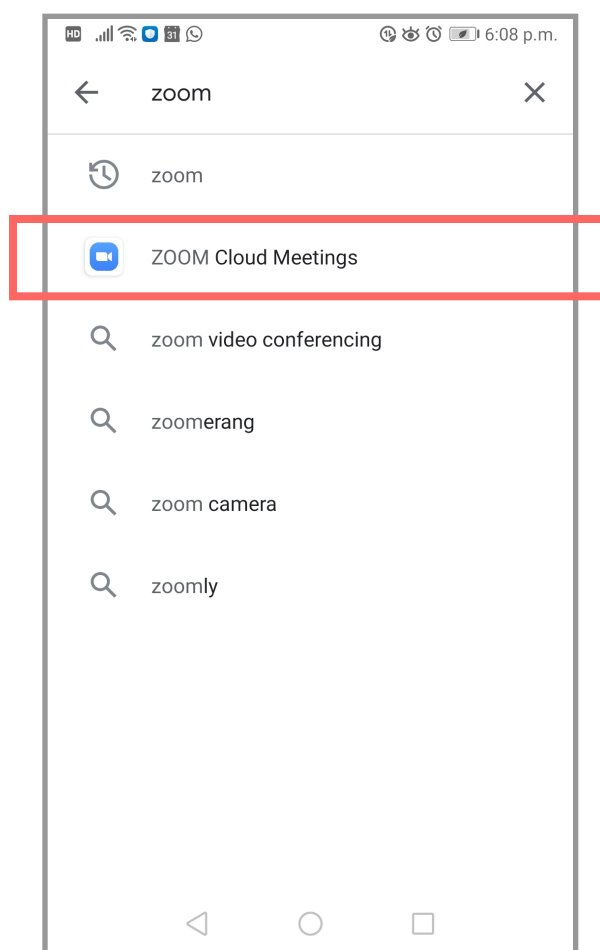 HD 31 6:08 p.m.
zoom
zoom
ZOOM Cloud Meetings
zoom video conferencing
zoomerang
zoom camera
zoomly